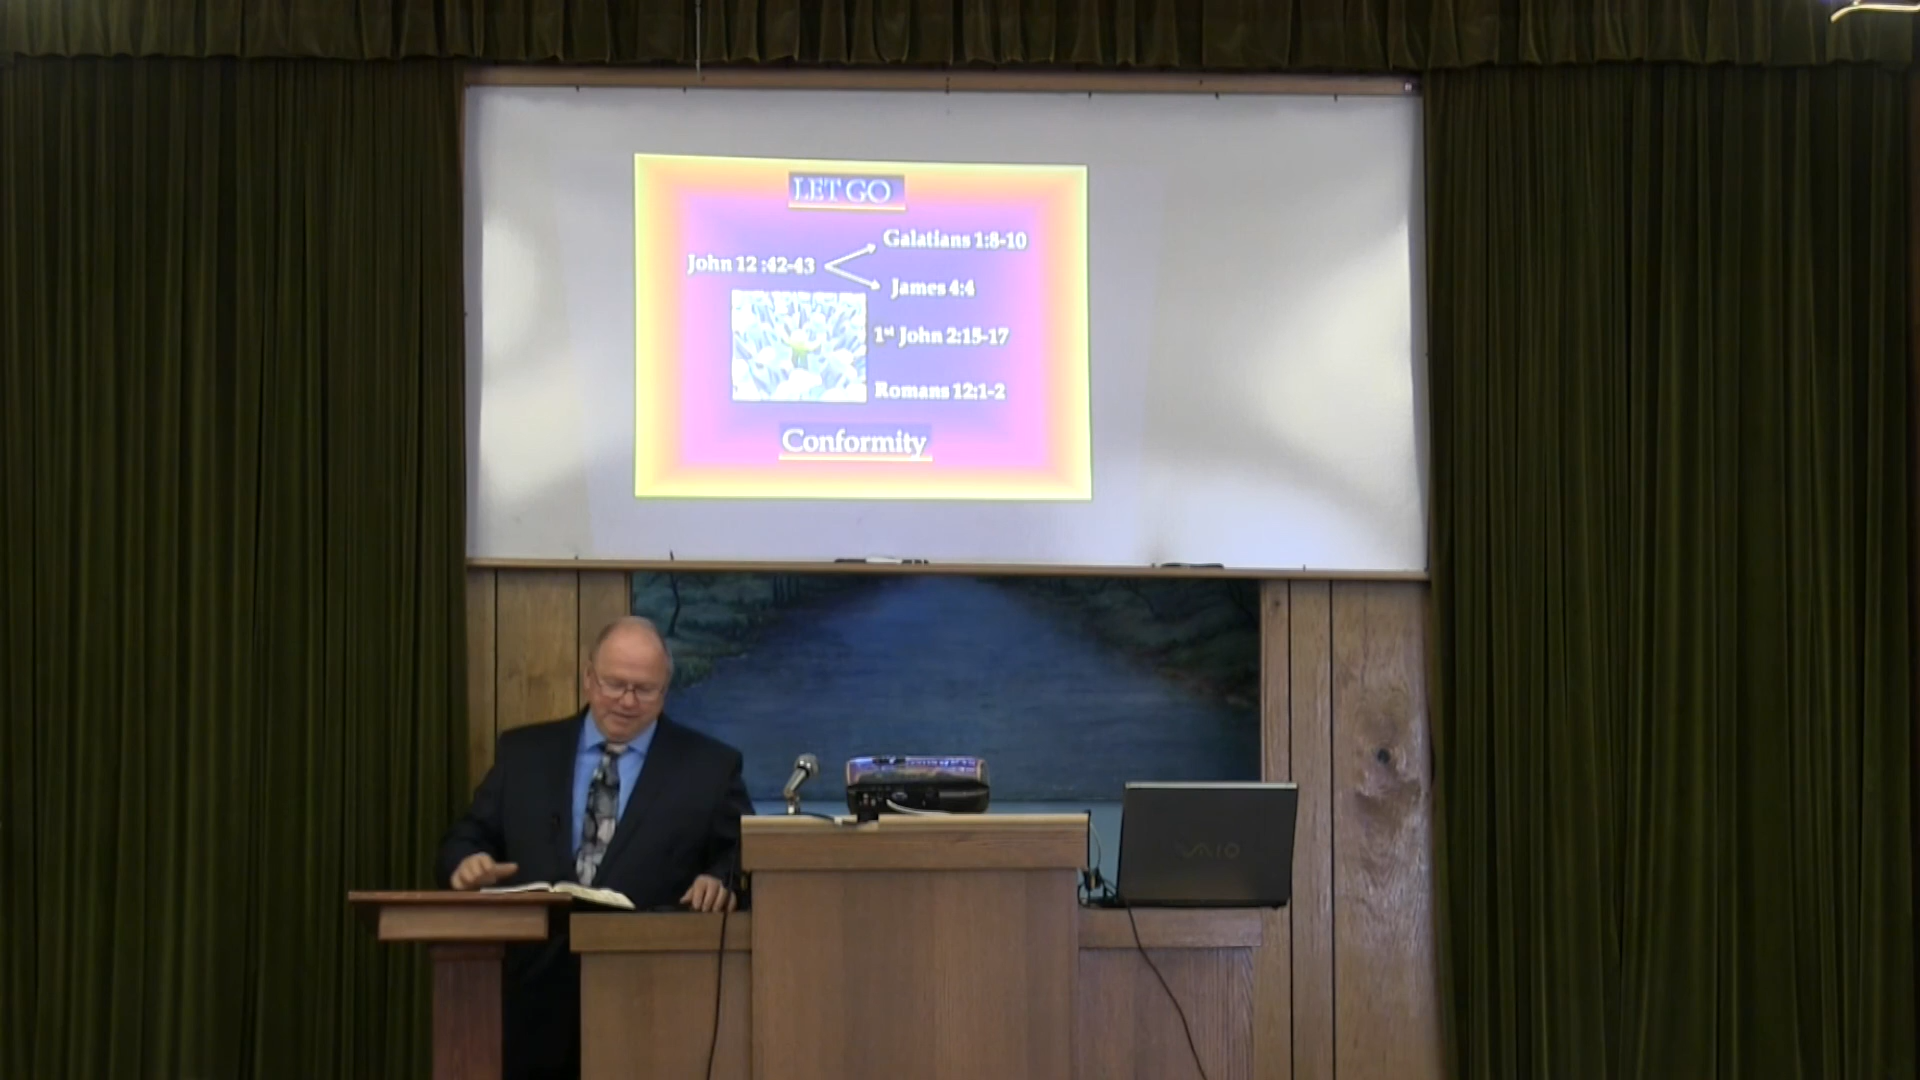 LET GO
Galatians 1:8-10
John 12 :42-43
James 4:4
1st John 2:15-17
Romans 12:1-2
Conformity
VAIO